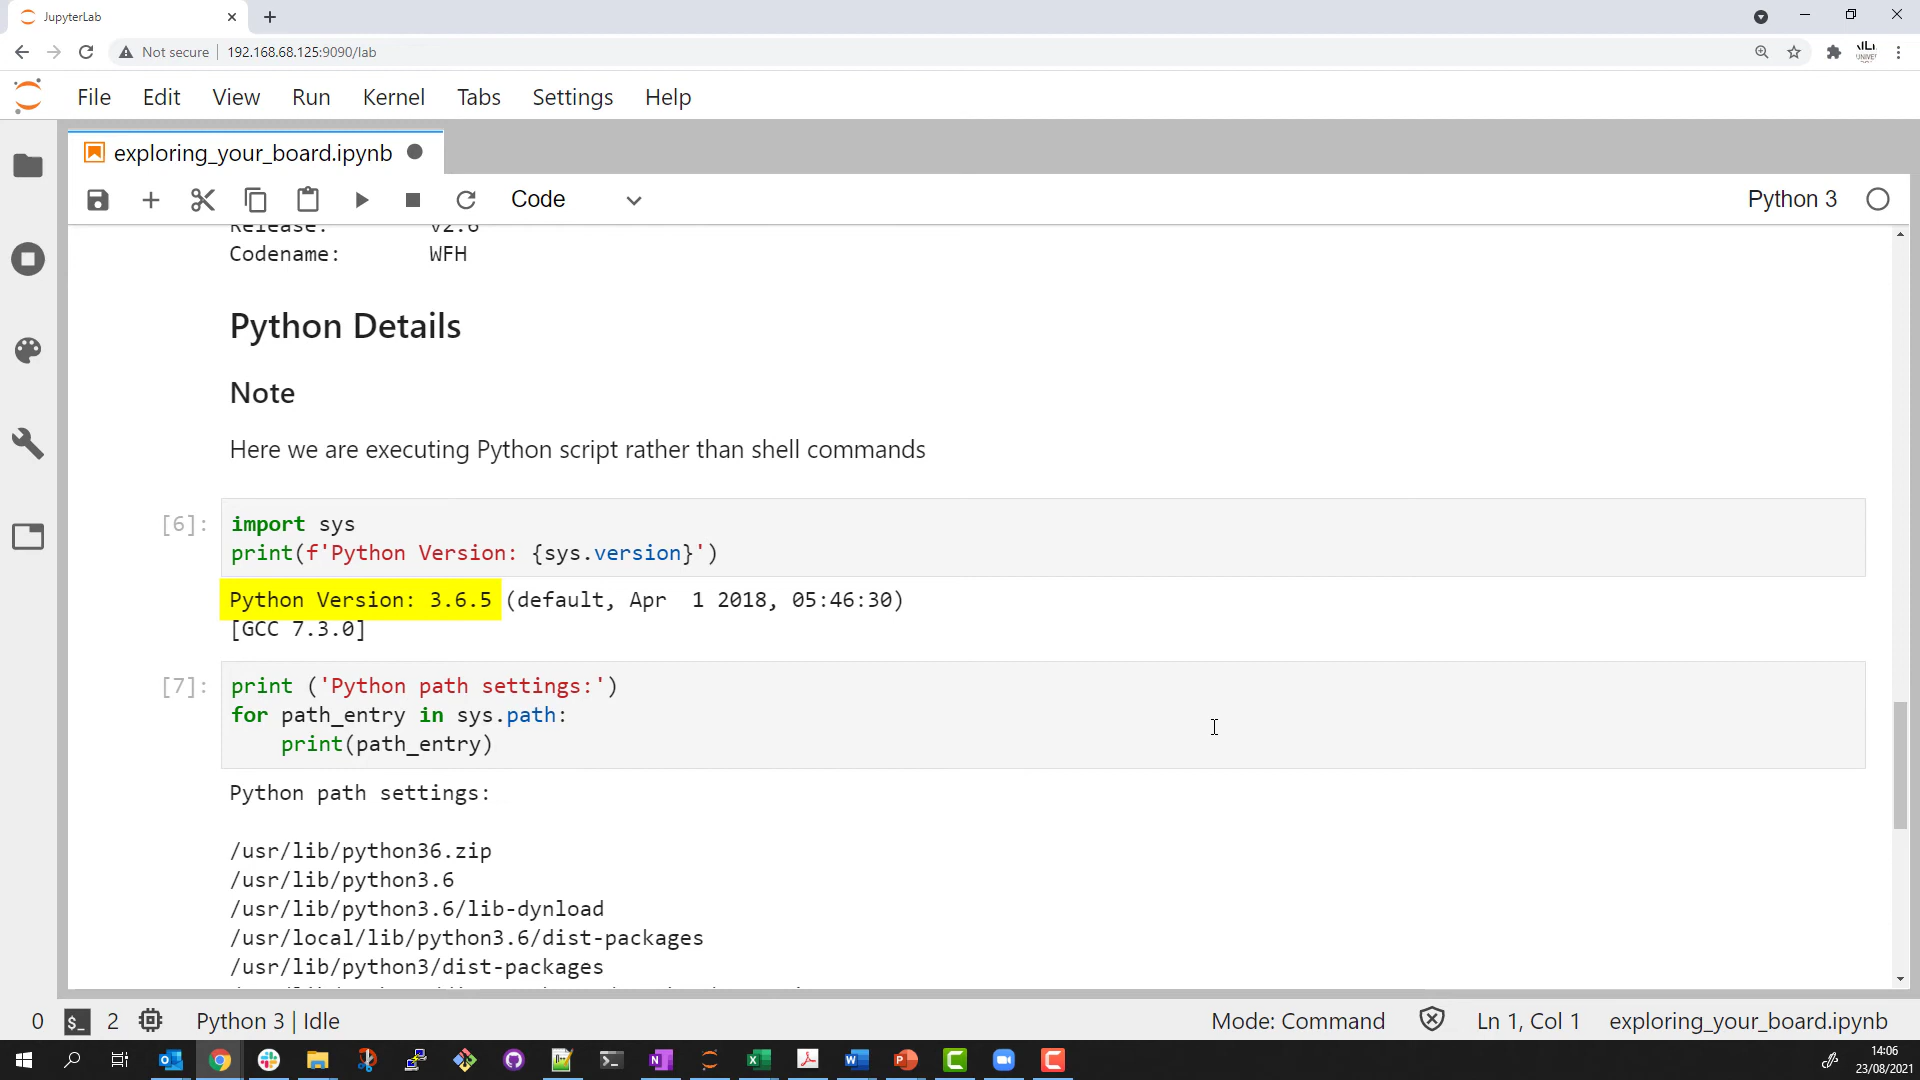 JupyterLab
Not secure
192.168.68.125:9090/lab
File Edit View Run Kernel Tabs Settings Help
exploring_your_board.ipynb
Code
Python 3
Release: v2.6
Codename: WFH
Python Details
Note
Here we are executing Python script rather than shell commands
[6]:
import sys
print(f'Python Version: {sys.version}')
Python Version: 3.6.5 (default, Apr  1 2018, 05:46:30)
[GCC 7.3.0]
[7]:
print ('Python path settings:')
for path_entry in sys.path:
    print(path_entry)
Python path settings:
/usr/lib/python36.zip
/usr/lib/python3.6
/usr/lib/python3.6/lib-dynload
/usr/local/lib/python3.6/dist-packages
/usr/lib/python3/dist-packages
0 $_ 2 Python 3 | Idle
Mode: Command
Ln 1, Col 1
exploring_your_board.ipynb
14:06
23/08/2021